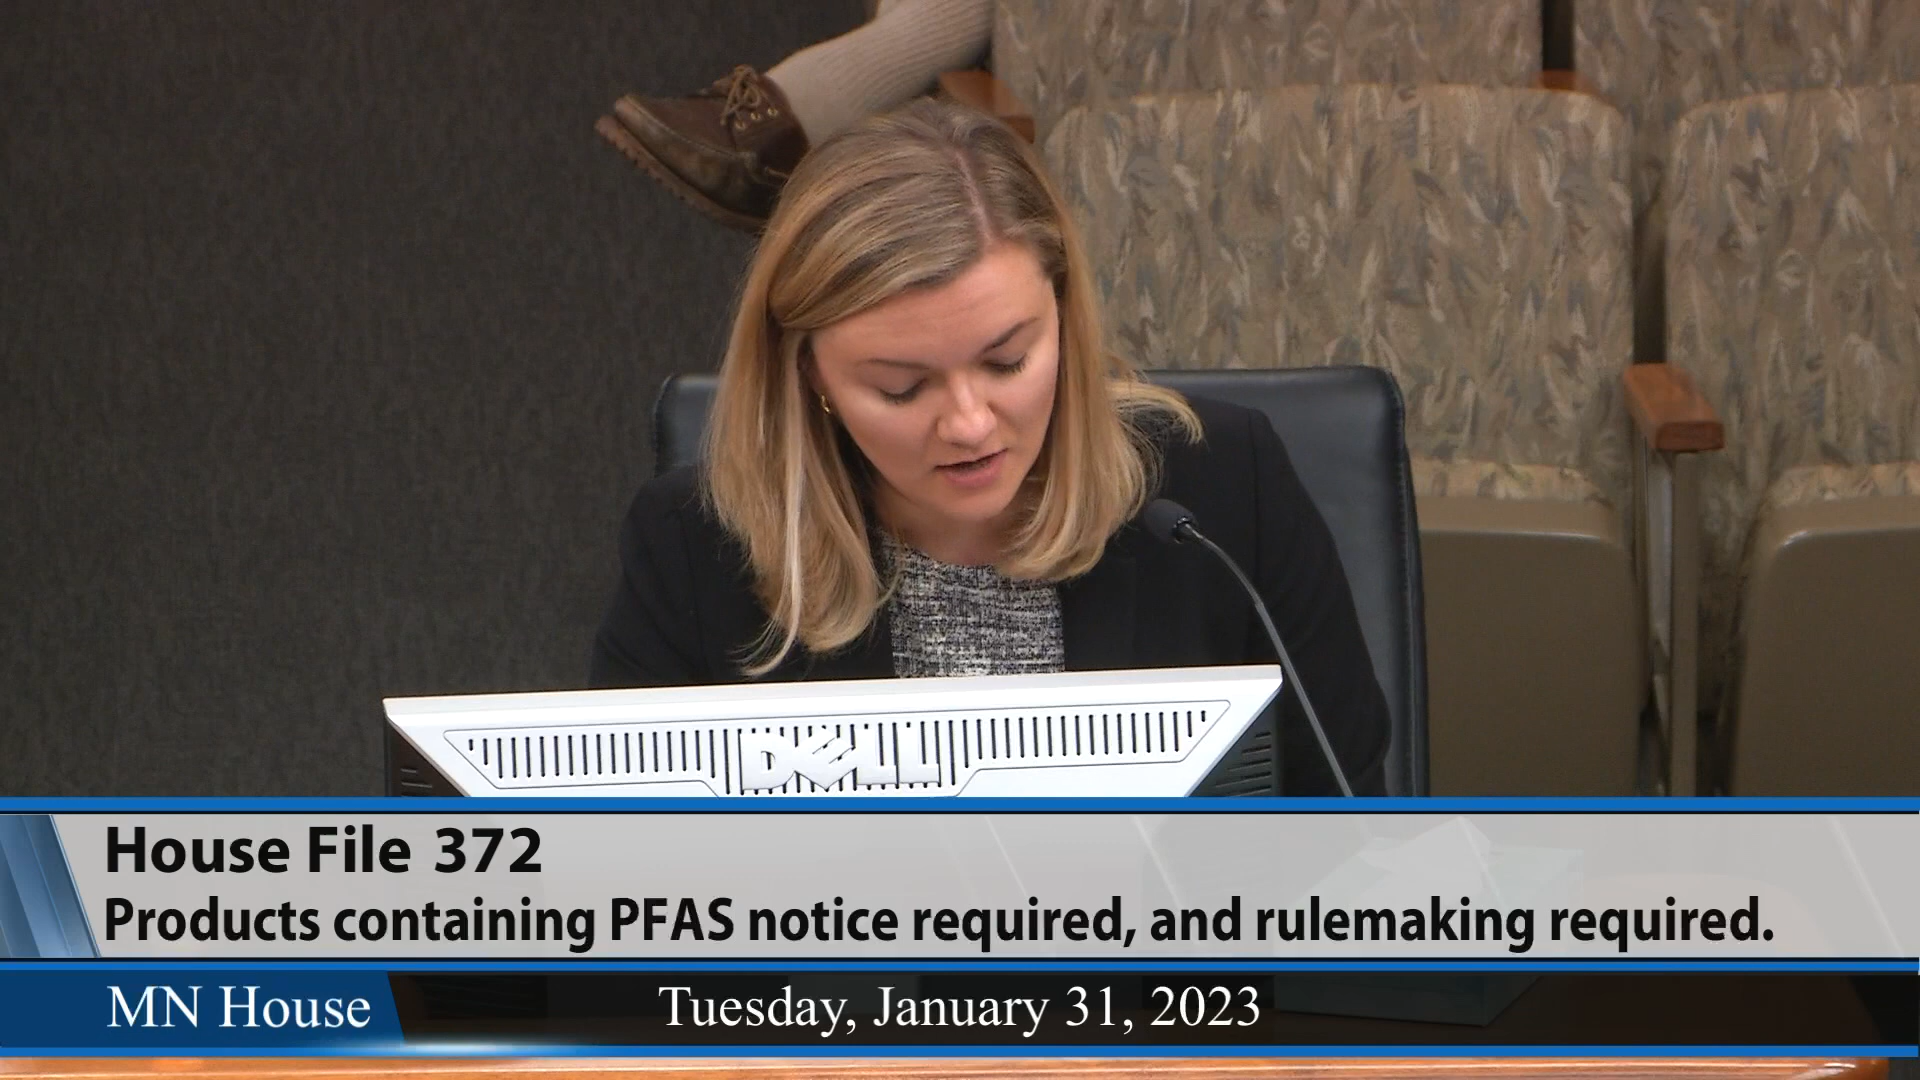 DELL
House File 372
Products containing PFAS notice required, and rulemaking required.
MN House
Tuesday, January 31, 2023